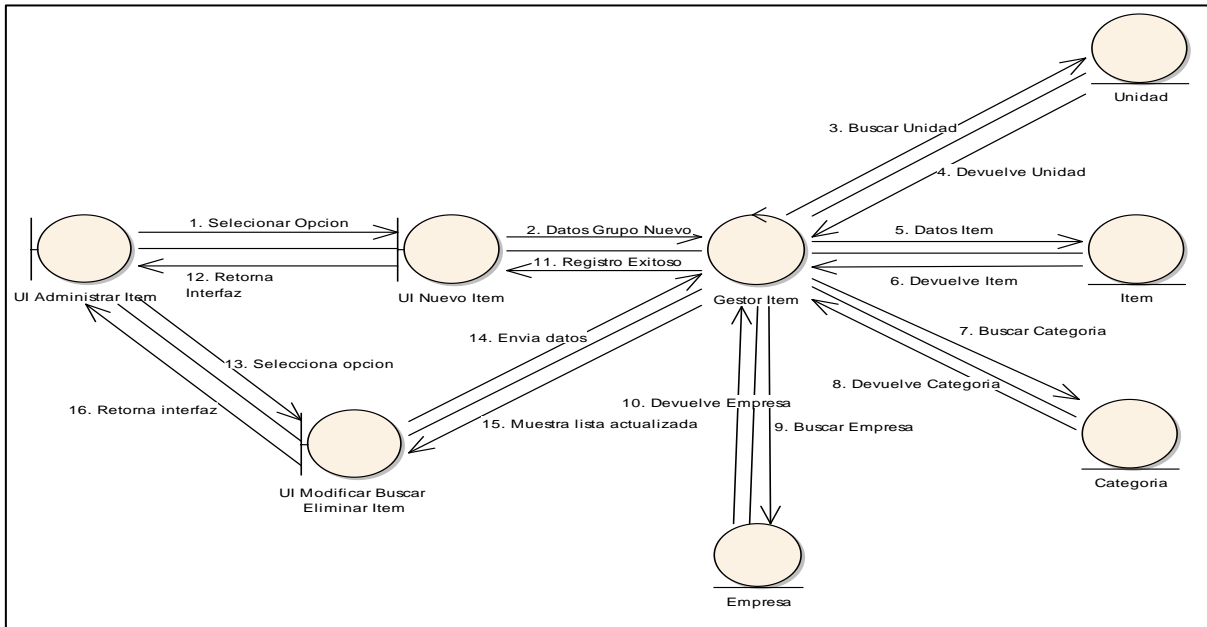 Unidad
3. Buscar Unidad
4. Devuelve Unidad
1. Selecionar Opcion
2. Datos Grupo Nuevo
5. Datos Item
12. Retorna
Interfaz
11. Registro Exitoso
6. Devuelve Item
UI Administrar Item
UI Nuevo Item
Gestor Item
Item
14. Envia datos
7. Buscar Categoria
13. Selecciona opcion
8. Devuelve Categoria
16. Retorna interfaz
10. Devuelve Empresa
15. Muestra lista actualizada
9. Buscar Empresa
UI Modificar Buscar
Eliminar Item
Categoria
Empresa